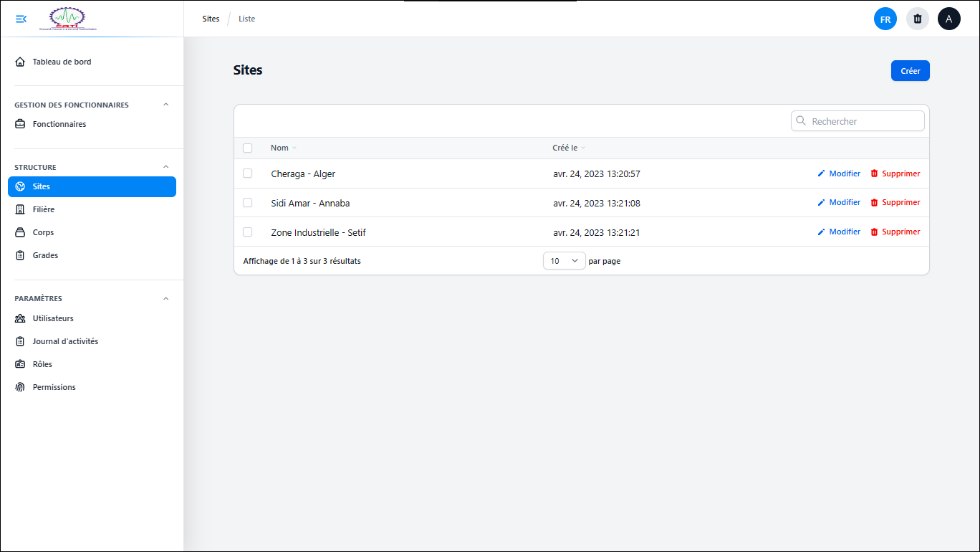 Sites / Liste
FR
A
Tableau de bord
GESTION DES FONCTIONNAIRES
Fonctionnaires
STRUCTURE
Sites
Filière
Corps
Grades
PARAMÈTRES
Utilisateurs
Journal d'activités
Rôles
Permissions
Sites
Créer
Rechercher
Nom Créé le
Cheraga - Alger avr. 24, 2023 13:20:57 Modifier Supprimer
Sidi Amar - Annaba avr. 24, 2023 13:21:08 Modifier Supprimer
Zone Industrielle - Setif avr. 24, 2023 13:21:21 Modifier Supprimer
Affichage de 1 à 3 sur 3 résultats 10 par page